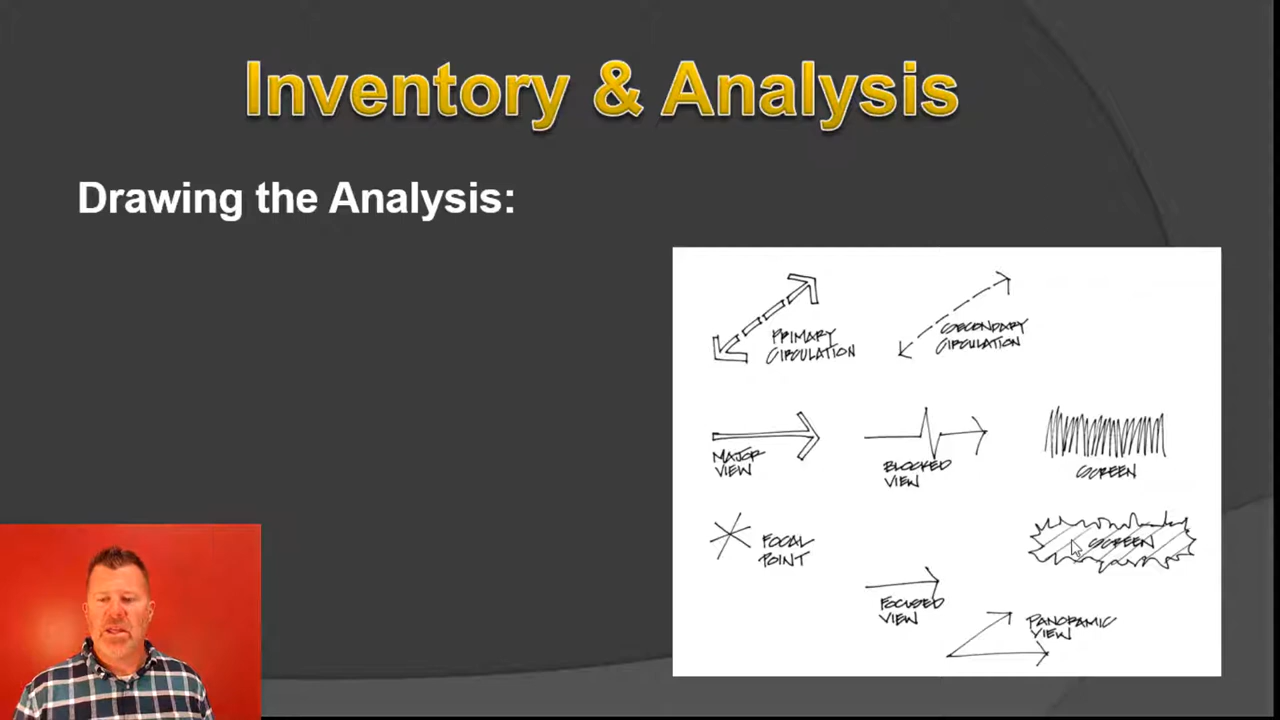 Inventory & Analysis
Drawing the Analysis:
PRIMARY
CIRCULATION
SECONDARY
CIRCULATION
MAJOR
VIEW
BLOCKED
VIEW
SCREEN
FOCAL
POINT
SCREEN
FOCUSED
VIEW
PANORAMIC
VIEW